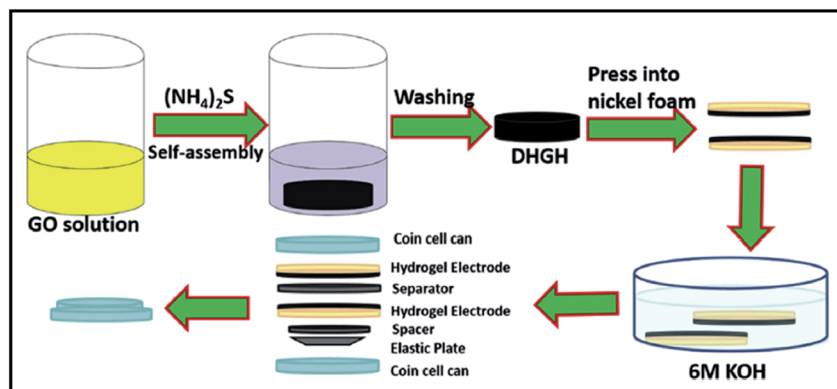 (NH₄)₂S
Self-assembly
GO solution
Washing
DHGH
Press into
nickel foam
6M KOH
Coin cell can
Hydrogel Electrode
Separator
Hydrogel Electrode
Spacer
Elastic Plate
Coin cell can